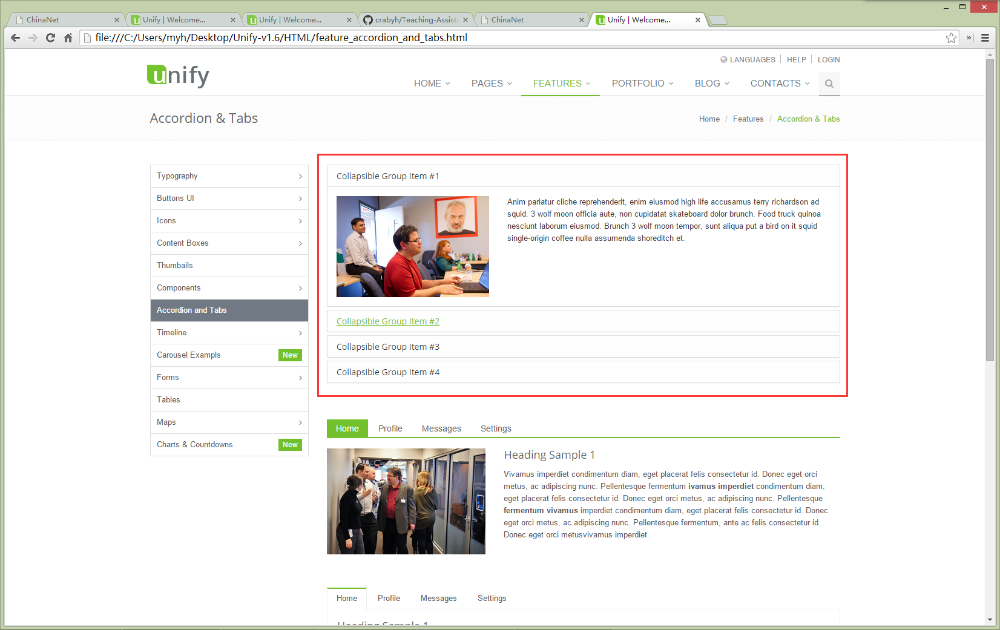 ChinaNet
Unify | Welcome...
Unify | Welcome...
crabyh/Teaching-Assist
ChinaNet
Unify | Welcome...
file:///C:/Users/myh/Desktop/Unify-v1.6/HTML/feature_accordion_and_tabs.html
LANGUAGES HELP LOGIN
unify
HOME PAGES FEATURES PORTFOLIO BLOG CONTACTS
Accordion & Tabs
Home / Features / Accordion & Tabs
Typography
Buttons UI
Icons
Content Boxes
Thumbails
Components
Accordion and Tabs
Timeline
Carousel Exampls New
Forms
Tables
Maps
Charts & Countdowns New
Collapsible Group Item #1
Anim pariatur cliche reprehenderit, enim eiusmod high life accusamus terry richardson ad
squid. 3 wolf moon officia aute, non cupidatat skateboard dolor brunch. Food truck quinoa
nesciunt laborum eiusmod. Brunch 3 wolf moon tempor, sunt aliqua put a bird on it squid
single-origin coffee nulla assumenda shoreditch et.
Collapsible Group Item #2
Collapsible Group Item #3
Collapsible Group Item #4
Home Profile Messages Settings
Heading Sample 1
Vivamus imperdiet condimentum diam, eget placerat felis consectetur id. Donec eget orci
metus, ac adipiscing nunc. Pellentesque fermentum ivamus imperdiet condimentum diam,
eget placerat felis consectetur id. Donec eget orci metus, ac adipiscing nunc. Pellentesque
fermentum vivamus imperdiet condimentum diam, eget placerat felis consectetur id. Donec
eget orci metus, ac adipiscing nunc. Pellentesque fermentum, ante ac felis consectetur id.
Donec eget orci metusvivamus imperdiet.
Home Profile Messages Settings
Heading Sample 1